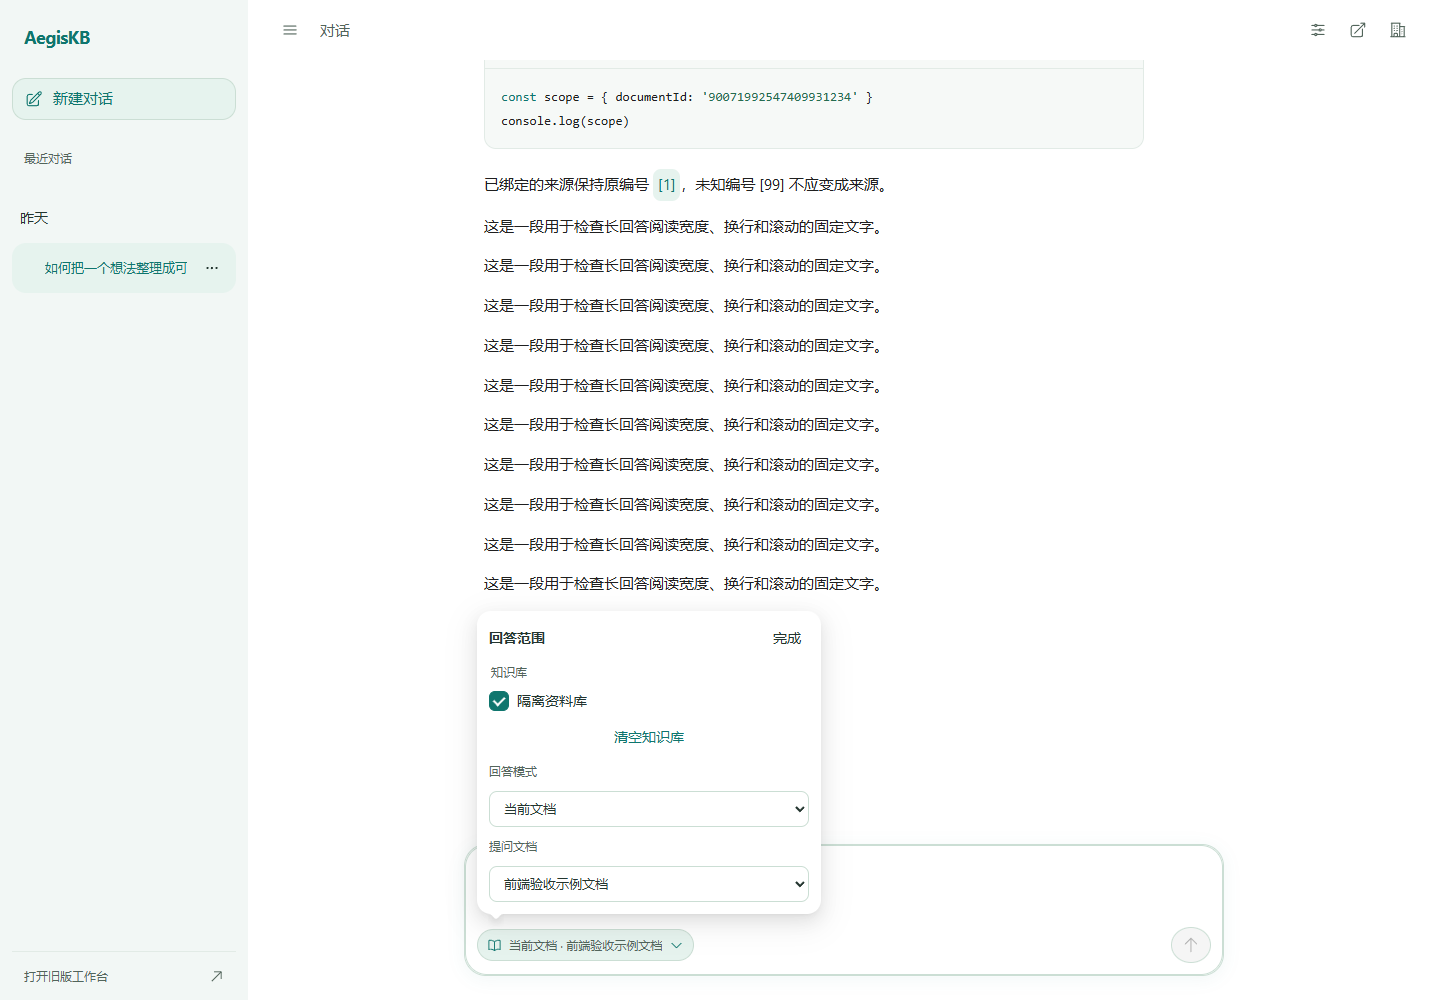 AegisKB
新建对话
最近对话
昨天
如何把一个想法整理成可
打开旧版工作台
对话
const scope = { documentId: '90071992547409931234' }
console.log(scope)
已绑定的来源保持原编号 [1] ，未知编号 [99] 不应变成来源。
这是一段用于检查长回答阅读宽度、换行和滚动的固定文字。
这是一段用于检查长回答阅读宽度、换行和滚动的固定文字。
这是一段用于检查长回答阅读宽度、换行和滚动的固定文字。
这是一段用于检查长回答阅读宽度、换行和滚动的固定文字。
这是一段用于检查长回答阅读宽度、换行和滚动的固定文字。
这是一段用于检查长回答阅读宽度、换行和滚动的固定文字。
这是一段用于检查长回答阅读宽度、换行和滚动的固定文字。
这是一段用于检查长回答阅读宽度、换行和滚动的固定文字。
这是一段用于检查长回答阅读宽度、换行和滚动的固定文字。
这是一段用于检查长回答阅读宽度、换行和滚动的固定文字。
回答范围
完成
知识库
隔离资料库
清空知识库
回答模式
当前文档
提问文档
前端验收示例文档
当前文档 · 前端验收示例文档